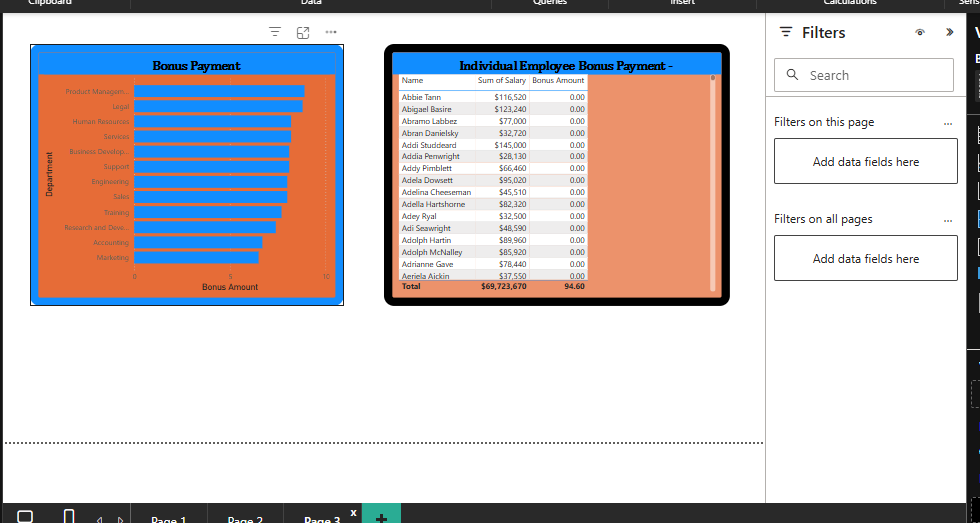 Clipboard Data Queries Insert Calculations Sens
Bonus Payment
Department
Product Managem...
Legal
Human Resources
Services
Business Develop...
Support
Engineering
Sales
Training
Research and Deve...
Accounting
Marketing
0 5 10
Bonus Amount
Individual Employee Bonus Payment -
Name Sum of Salary Bonus Amount
Abbie Tann $116,520 0.00
Abigael Basire $123,240 0.00
Abramo Labbez $77,000 0.00
Abran Danielsky $32,720 0.00
Addi Studdeard $145,000 0.00
Addia Penwright $28,130 0.00
Addy Pimblett $66,460 0.00
Adela Dowsett $95,020 0.00
Adelina Cheeseman $45,510 0.00
Adella Hartshorne $82,320 0.00
Adey Ryal $32,500 0.00
Adi Seawright $48,590 0.00
Adolph Hartin $89,960 0.00
Adolph McNalley $85,920 0.00
Adrianne Gave $78,440 0.00
Aeriela Aickin $37,550 0.00
Total $69,723,670 94.60
Filters
Search
Filters on this page ...
Add data fields here
Filters on all pages ...
Add data fields here
Page 1 Page 2 Page 3 x +